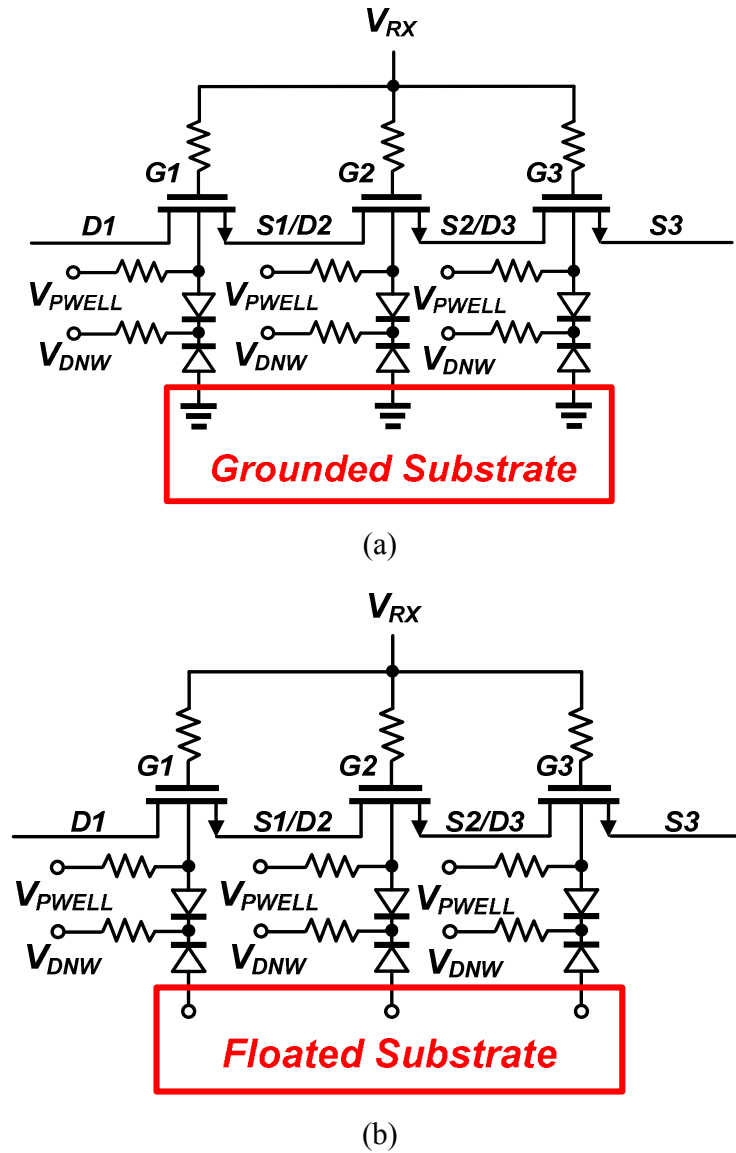 V_RX
G1 G2 G3
D1 S1/D2 S2/D3 S3
V_PWELL V_PWELL V_PWELL
V_DNW V_DNW V_DNW
Grounded Substrate
(a)
V_RX
G1 G2 G3
D1 S1/D2 S2/D3 S3
V_PWELL V_PWELL V_PWELL
V_DNW V_DNW V_DNW
Floated Substrate
(b)